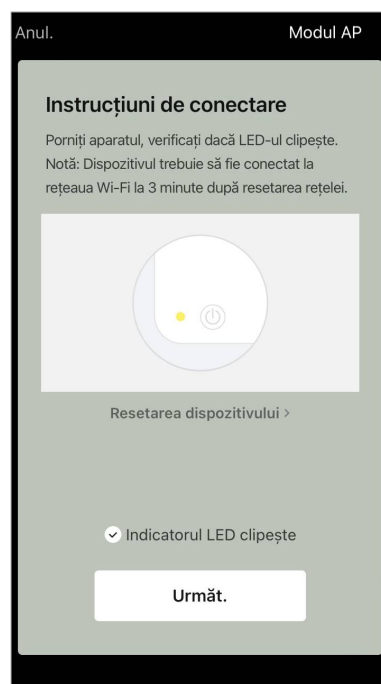 Anul. Modul AP
Instrucțiuni de conectare
Porniți aparatul, verificați dacă LED-ul clipește.
Notă: Dispozitivul trebuie să fie conectat la
rețeaua Wi-Fi la 3 minute după resetarea rețelei.
Resetarea dispozitivului >
Indicatorul LED clipește
Următ.